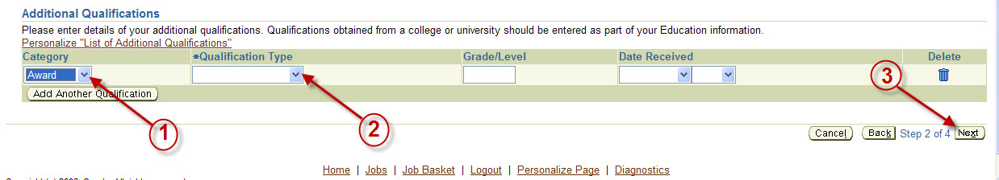 Additional Qualifications
Please enter details of your additional qualifications. Qualifications obtained from a college or university should be entered as part of your Education information.
Personalize "List of Additional Qualifications"
Category *Qualification Type Grade/Level Date Received Delete
Award
Add Another Qualification
1 2 3
Cancel Back Step 2 of 4 Next
Home | Jobs | Job Basket | Logout | Personalize Page | Diagnostics